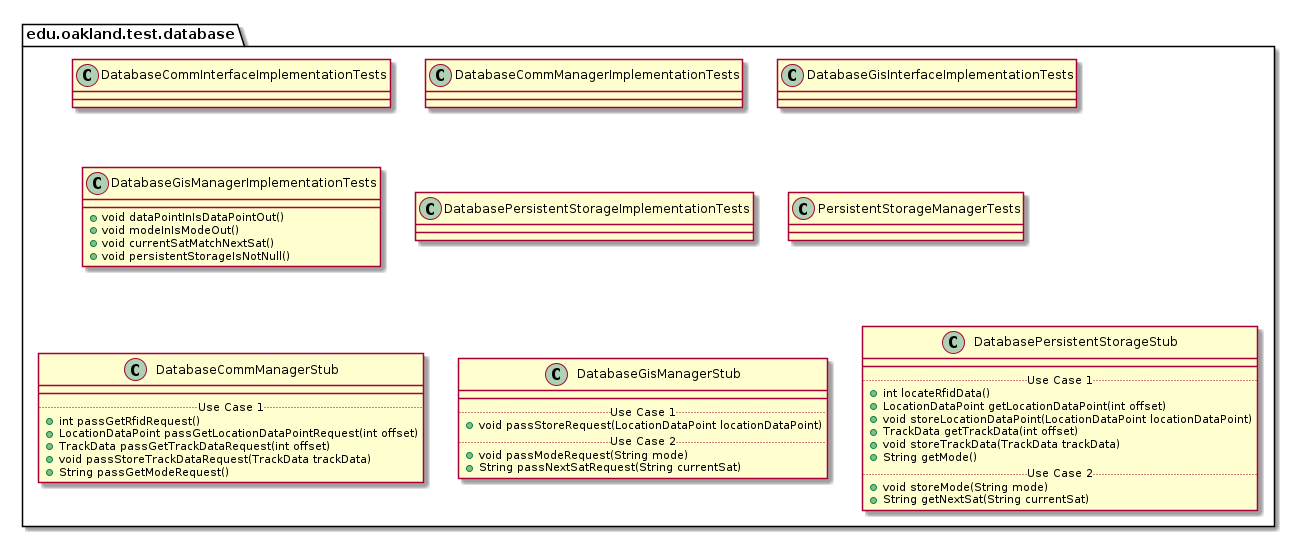 edu.oakland.test.database
C DatabaseCommInterfaceImplementationTests
C DatabaseCommManagerImplementationTests
C DatabaseGisInterfaceImplementationTests
C DatabaseGisManagerImplementationTests
void dataPointInIsDataPointOut()
void modeInIsModeOut()
void currentSatMatchNextSat()
void persistentStorageIsNotNull()
C DatabasePersistentStorageImplementationTests
C PersistentStorageManagerTests
C DatabaseCommManagerStub
Use Case 1
int passGetRfidRequest()
LocationDataPoint passGetLocationDataPointRequest(int offset)
TrackData passGetTrackDataRequest(int offset)
void passStoreTrackDataRequest(TrackData trackData)
String passGetModeRequest()
C DatabaseGisManagerStub
Use Case 1
void passStoreRequest(LocationDataPoint locationDataPoint)
Use Case 2
void passModeRequest(String mode)
String passNextSatRequest(String currentSat)
C DatabasePersistentStorageStub
Use Case 1
int locateRfidData()
LocationDataPoint getLocationDataPoint(int offset)
void storeLocationDataPoint(LocationDataPoint locationDataPoint)
TrackData getTrackData(int offset)
void storeTrackData(TrackData trackData)
String getMode()
Use Case 2
void storeMode(String mode)
String getNextSat(String currentSat)